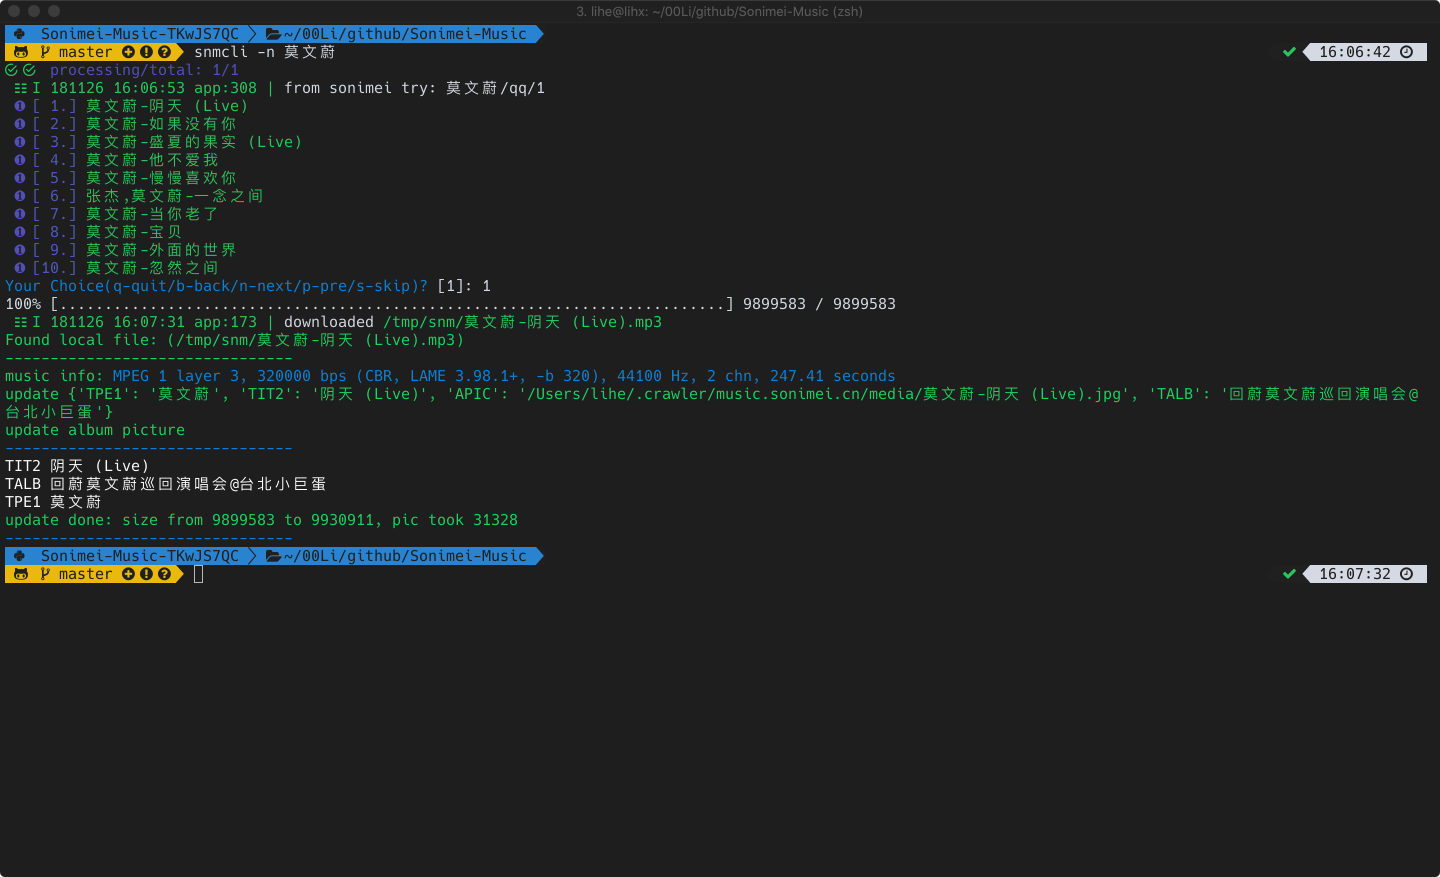 3. lihe@lihx: ~/00Li/github/Sonimei-Music (zsh)
Sonimei-Music-TKwJS7QC ~/00Li/github/Sonimei-Music
master snmcli -n 莫文蔚 16:06:42
processing/total: 1/1
I 181126 16:06:53 app:308 | from sonimei try: 莫文蔚/qq/1
[ 1.] 莫文蔚-阴天 (Live)
[ 2.] 莫文蔚-如果没有你
[ 3.] 莫文蔚-盛夏的果实 (Live)
[ 4.] 莫文蔚-他不爱我
[ 5.] 莫文蔚-慢慢喜欢你
[ 6.] 张杰,莫文蔚-一念之间
[ 7.] 莫文蔚-当你老了
[ 8.] 莫文蔚-宝贝
[ 9.] 莫文蔚-外面的世界
[10.] 莫文蔚-忽然之间
Your Choice(q-quit/b-back/n-next/p-pre/s-skip)? [1]: 1
100% [..........................................................................] 9899583 / 9899583
I 181126 16:07:31 app:173 | downloaded /tmp/snm/莫文蔚-阴天 (Live).mp3
Found local file: (/tmp/snm/莫文蔚-阴天 (Live).mp3)
--------------------------------
music info: MPEG 1 layer 3, 320000 bps (CBR, LAME 3.98.1+, -b 320), 44100 Hz, 2 chn, 247.41 seconds
update {'TPE1': '莫文蔚', 'TIT2': '阴天 (Live)', 'APIC': '/Users/lihe/.crawler/music.sonimei.cn/media/莫文蔚-阴天 (Live).jpg', 'TALB': '回蔚莫文蔚巡回演唱会@
台北小巨蛋'}
update album picture
--------------------------------
TIT2 阴天 (Live)
TALB 回蔚莫文蔚巡回演唱会@台北小巨蛋
TPE1 莫文蔚
update done: size from 9899583 to 9930911, pic took 31328
--------------------------------
Sonimei-Music-TKwJS7QC ~/00Li/github/Sonimei-Music
master 16:07:32